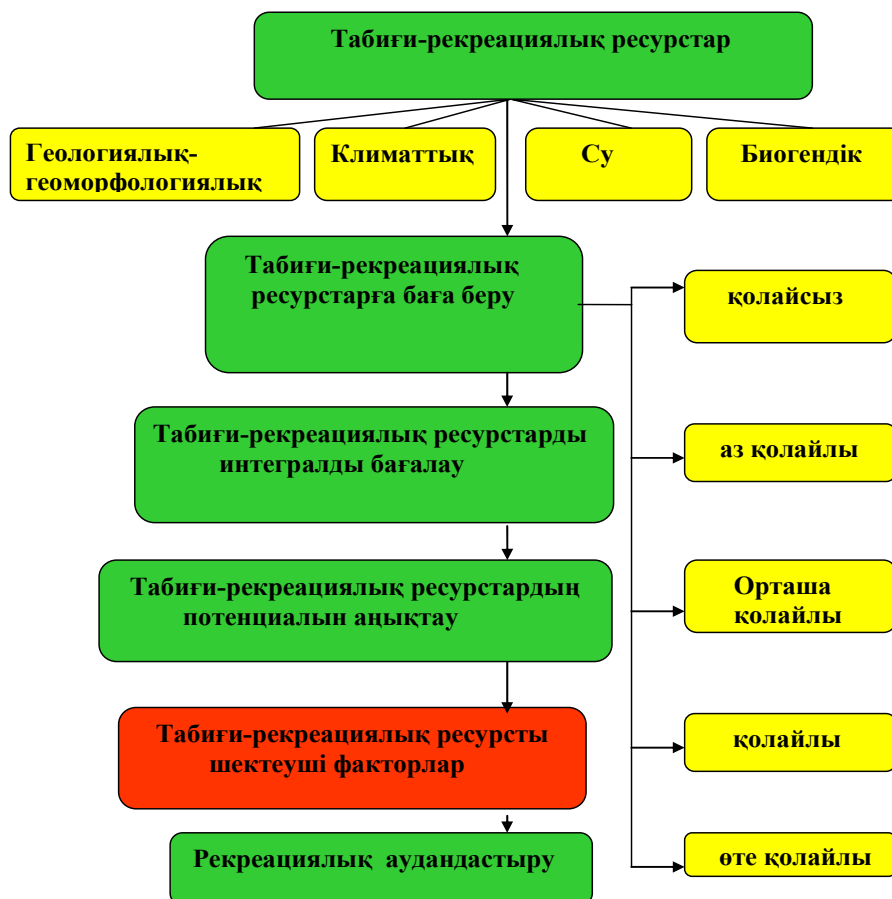 Табиғи-рекреациялық ресурстар
Геологиялық-
геоморфологиялық
Климаттық
Су
Биогендік
Табиғи-рекреациялық
ресурстарға баға беру
қолайсыз
Табиғи-рекреациялық ресурстарды
интегралды бағалау
аз қолайлы
Табиғи-рекреациялық ресурстардың
потенциалын аңықтау
Орташа
қолайлы
Табиғи-рекреациялық ресурсты
шектеуші факторлар
қолайлы
Рекреациялық аудандастыру
өте қолайлы